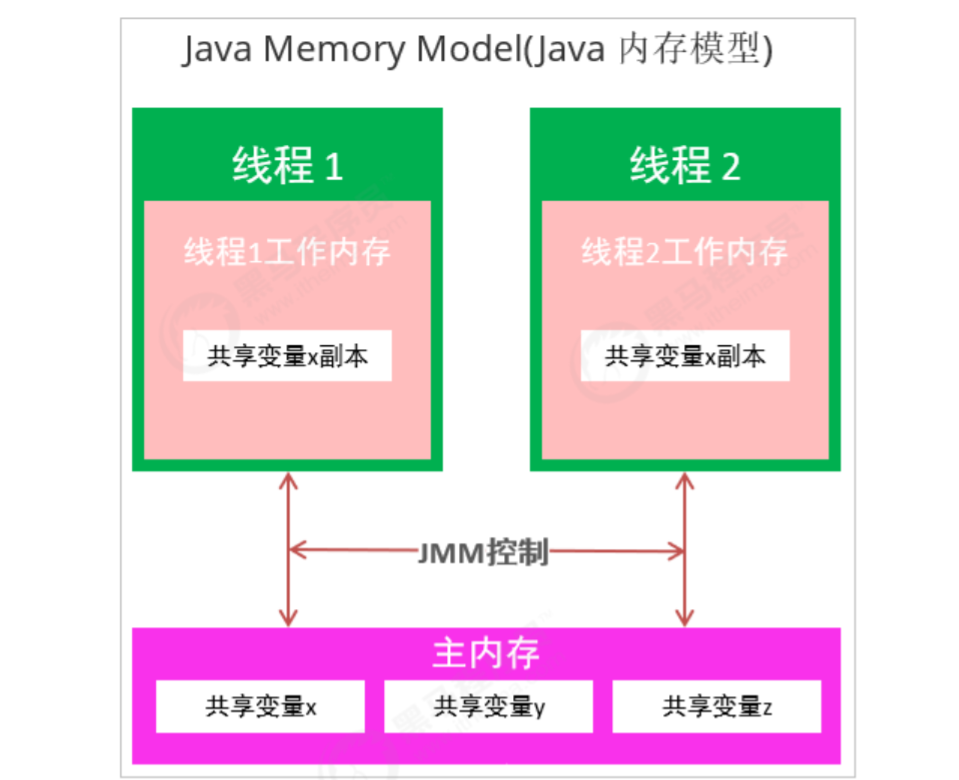 Java Memory Model(Java 内存模型)
线程 1
线程 2
线程1工作内存
线程2工作内存
共享变量x副本
共享变量x副本
JMM控制
主内存
共享变量x
共享变量y
共享变量z